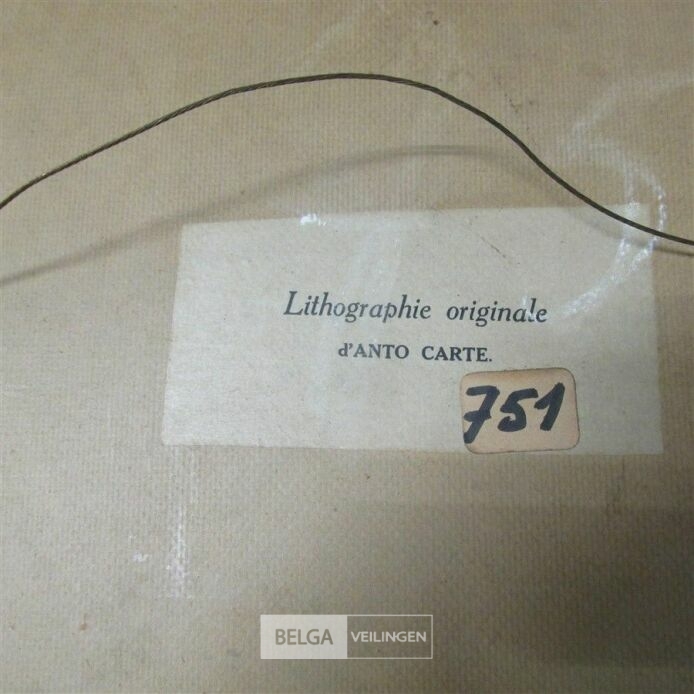 Lithographie originale
d'ANTO CARTE.
751
BELGA VEILINGEN